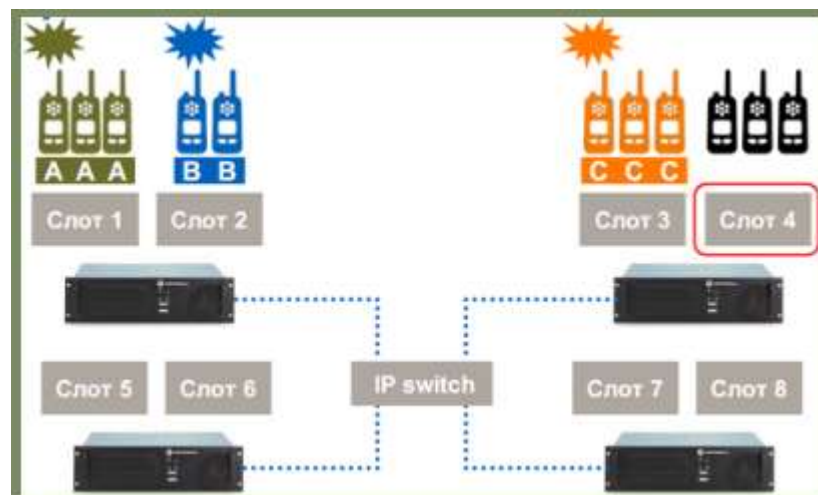 A A A
B B
C C C
Слот 1
Слот 2
Слот 3
Слот 4
Слот 5
Слот 6
IP switch
Слот 7
Слот 8